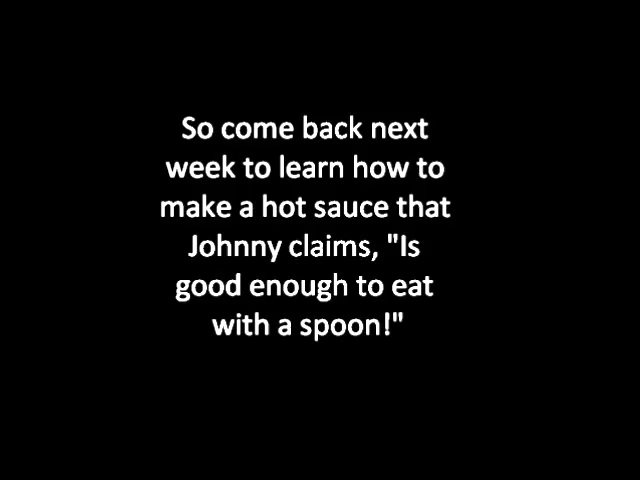 So come back next
week to learn how to
make a hot sauce that
Johnny claims, "Is
good enough to eat
with a spoon!"